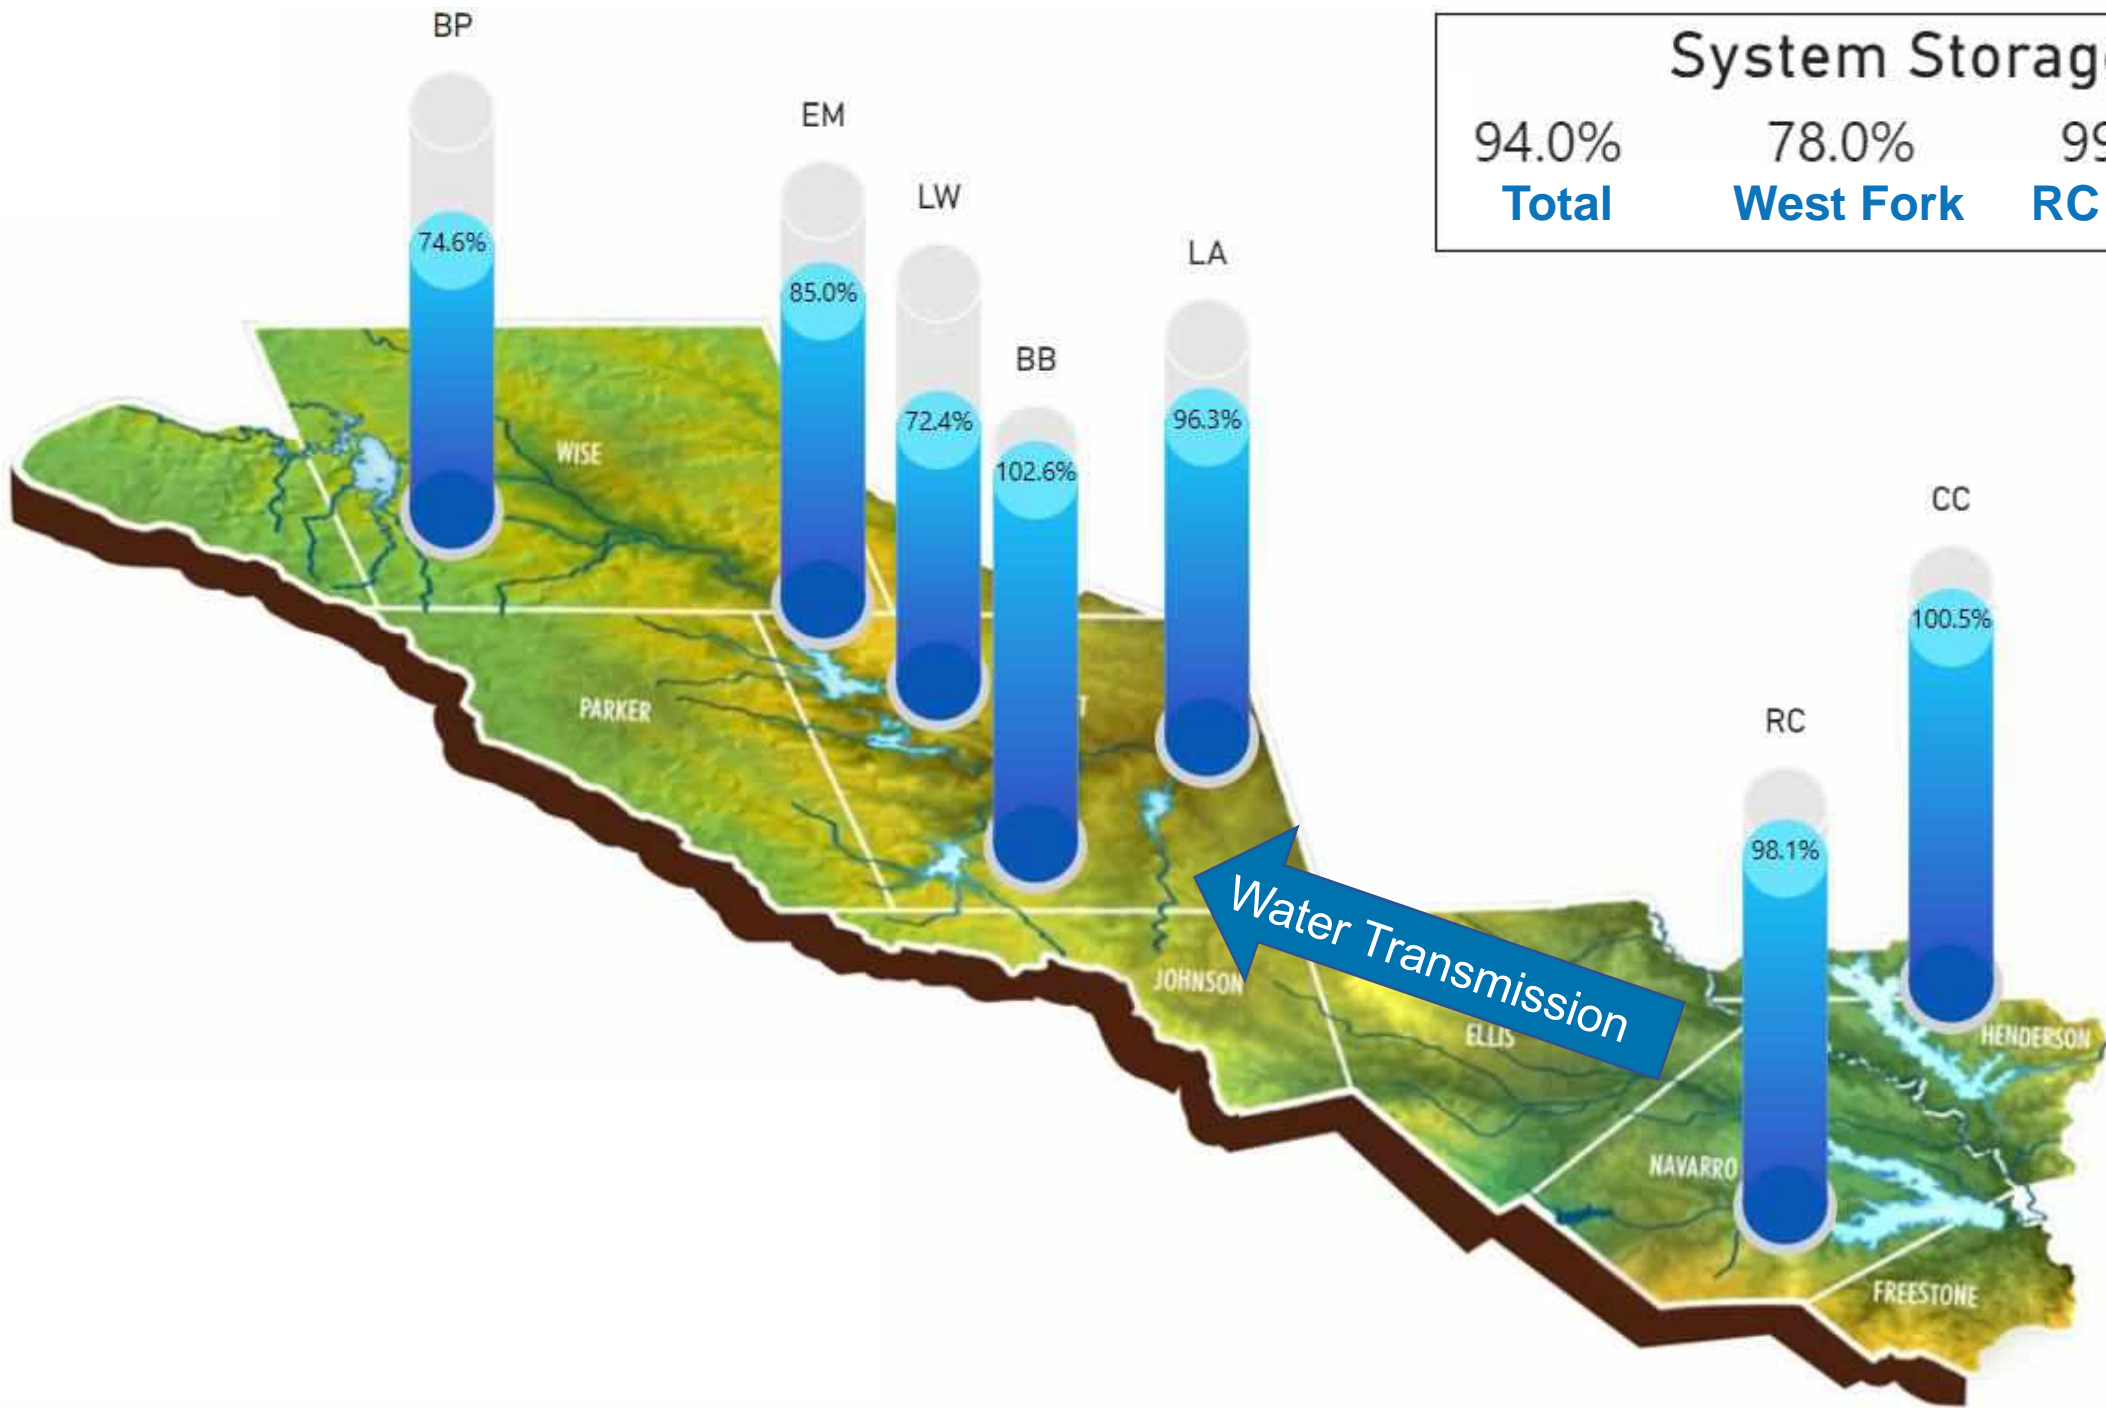 BP
EM
LW
BB
LA
CC
RC
System Storag
94.0% 78.0% 99
Total West Fork RC
74.6%
85.0%
72.4%
102.6%
96.3%
100.5%
98.1%
WISE
PARKER
T
JOHNSON
ELLIS
NAVARRO
HENDERSON
FREESTONE
Water Transmission